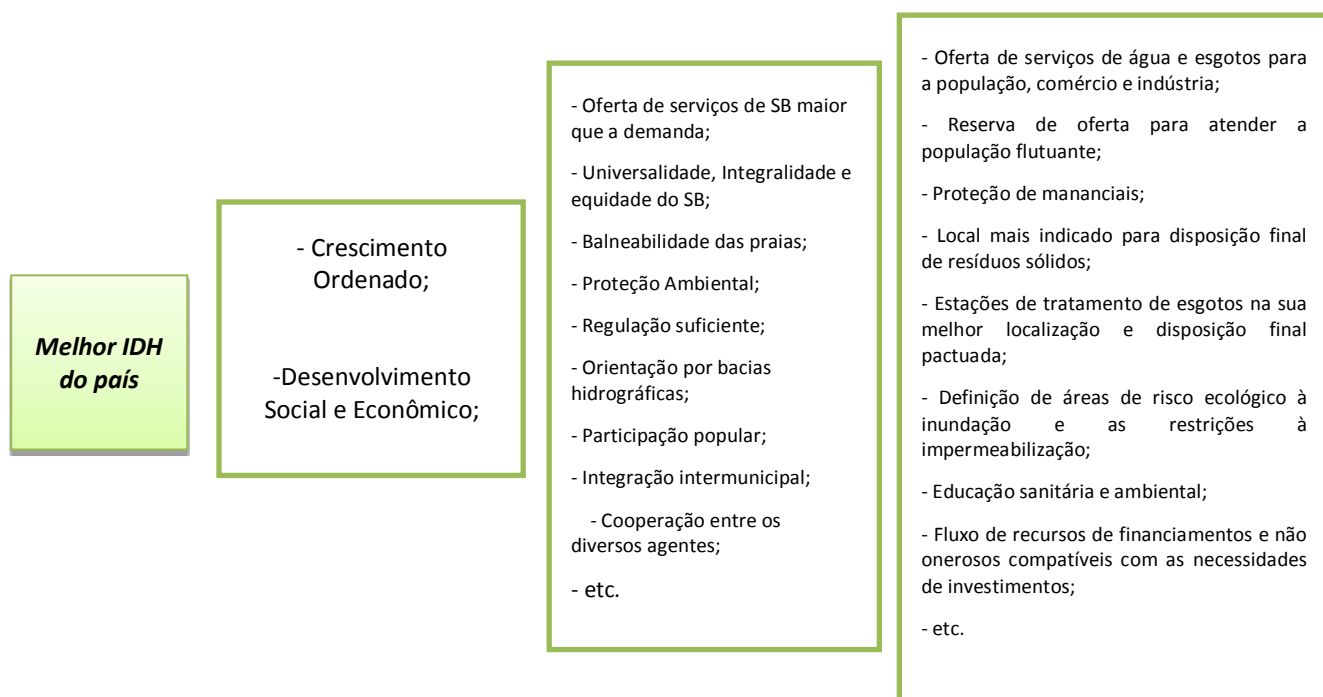 Melhor IDH
do país
- Crescimento
Ordenado;
-Desenvolvimento
Social e Econômico;
- Oferta de serviços de SB maior
que a demanda;
- Universalidade, Integralidade e
equidade do SB;
- Balneabilidade das praias;
- Proteção Ambiental;
- Regulação suficiente;
- Orientação por bacias
hidrográficas;
- Participação popular;
- Integração intermunicipal;
- Cooperação entre os
diversos agentes;
- etc.
- Oferta de serviços de água e esgotos para
a população, comércio e indústria;
- Reserva de oferta para atender a
população flutuante;
- Proteção de mananciais;
- Local mais indicado para disposição final
de resíduos sólidos;
- Estações de tratamento de esgotos na sua
melhor localização e disposição final
pactuada;
- Definição de áreas de risco ecológico à
inundação e as restrições à
impermeabilização;
- Educação sanitária e ambiental;
- Fluxo de recursos de financiamentos e não
onerosos compatíveis com as necessidades
de investimentos;
- etc.